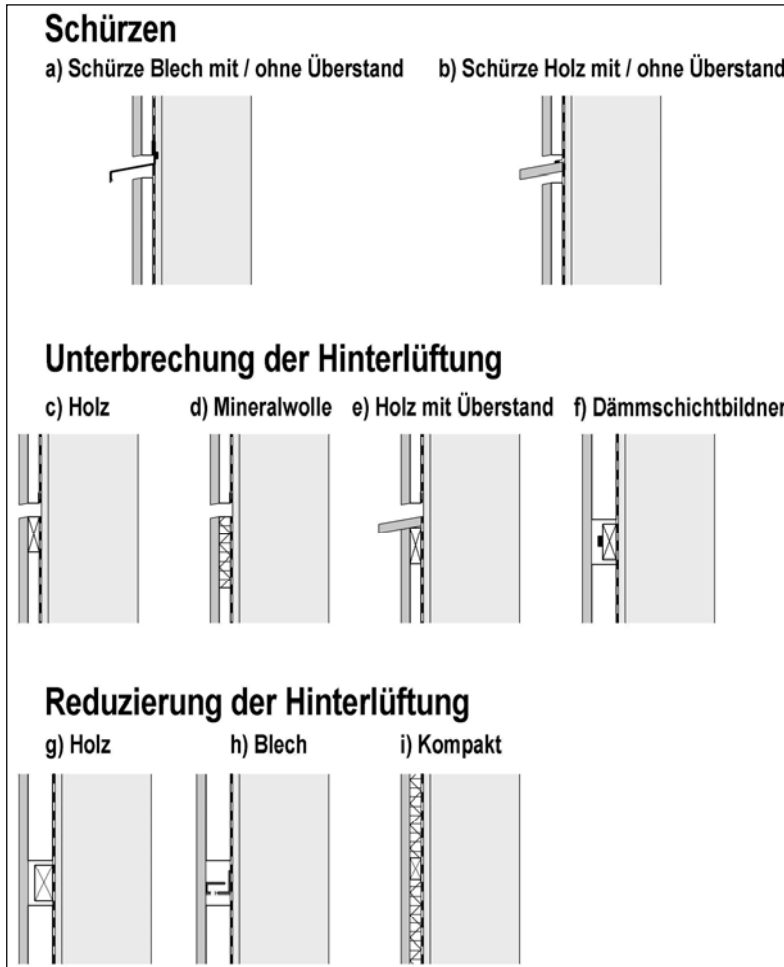 Schürzen
a) Schürze Blech mit / ohne Überstand b) Schürze Holz mit / ohne Überstand
Unterbrechung der Hinterlüftung
c) Holz d) Mineralwolle e) Holz mit Überstand f) Dämmschichtbildner
Reduzierung der Hinterlüftung
g) Holz h) Blech i) Kompakt